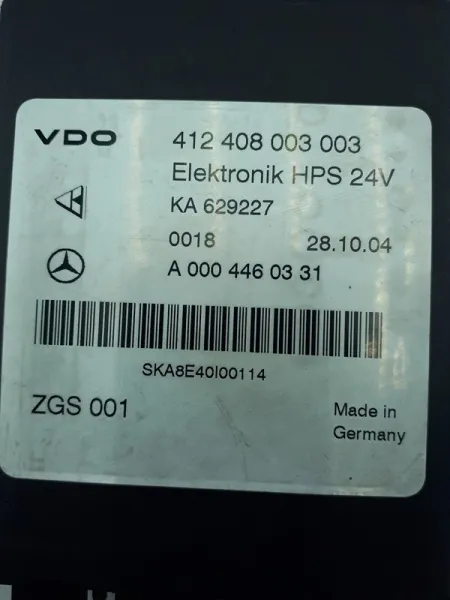 VDO 412 408 003 003
Elektronik HPS 24V
KA 629227
0018 28.10.04
A 000 446 03 31
SKA8E40I00114
ZGS 001
Made in
Germany